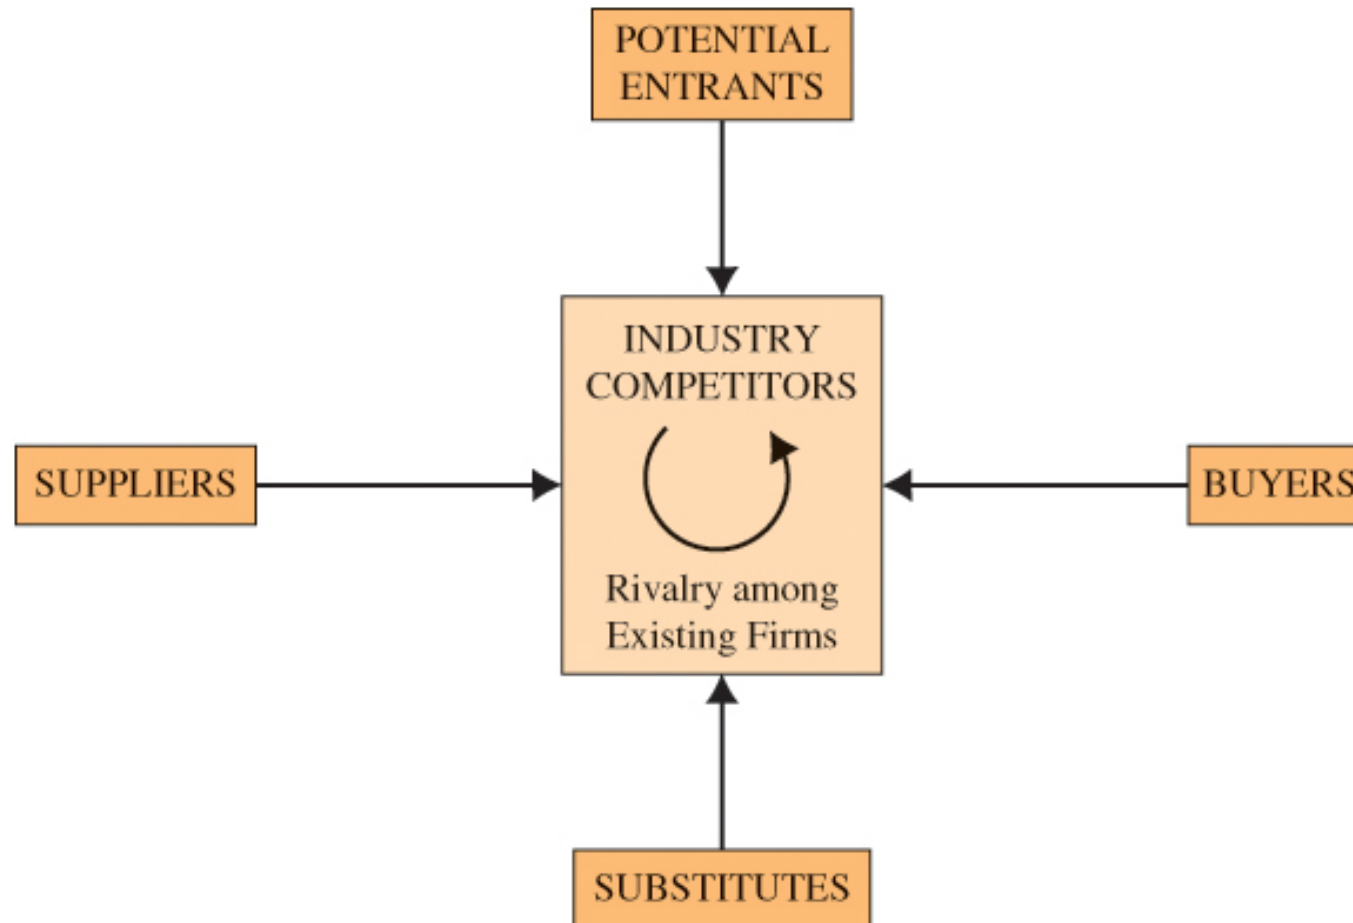 POTENTIAL
ENTRANTS
INDUSTRY
COMPETITORS
SUPPLIERS
BUYERS
Rivalry among
Existing Firms
SUBSTITUTES